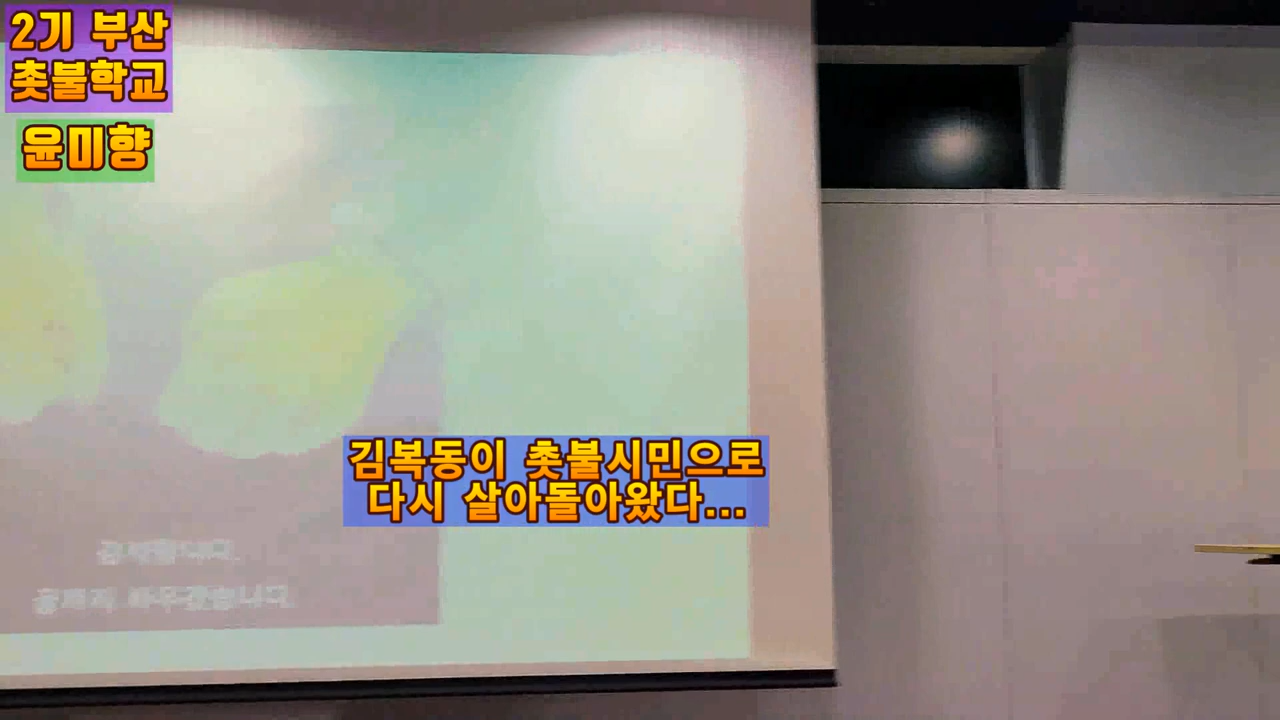 2기 부산
촛불학교
윤미향
김복동이 촛불시민으로
다시 살아돌아왔다...